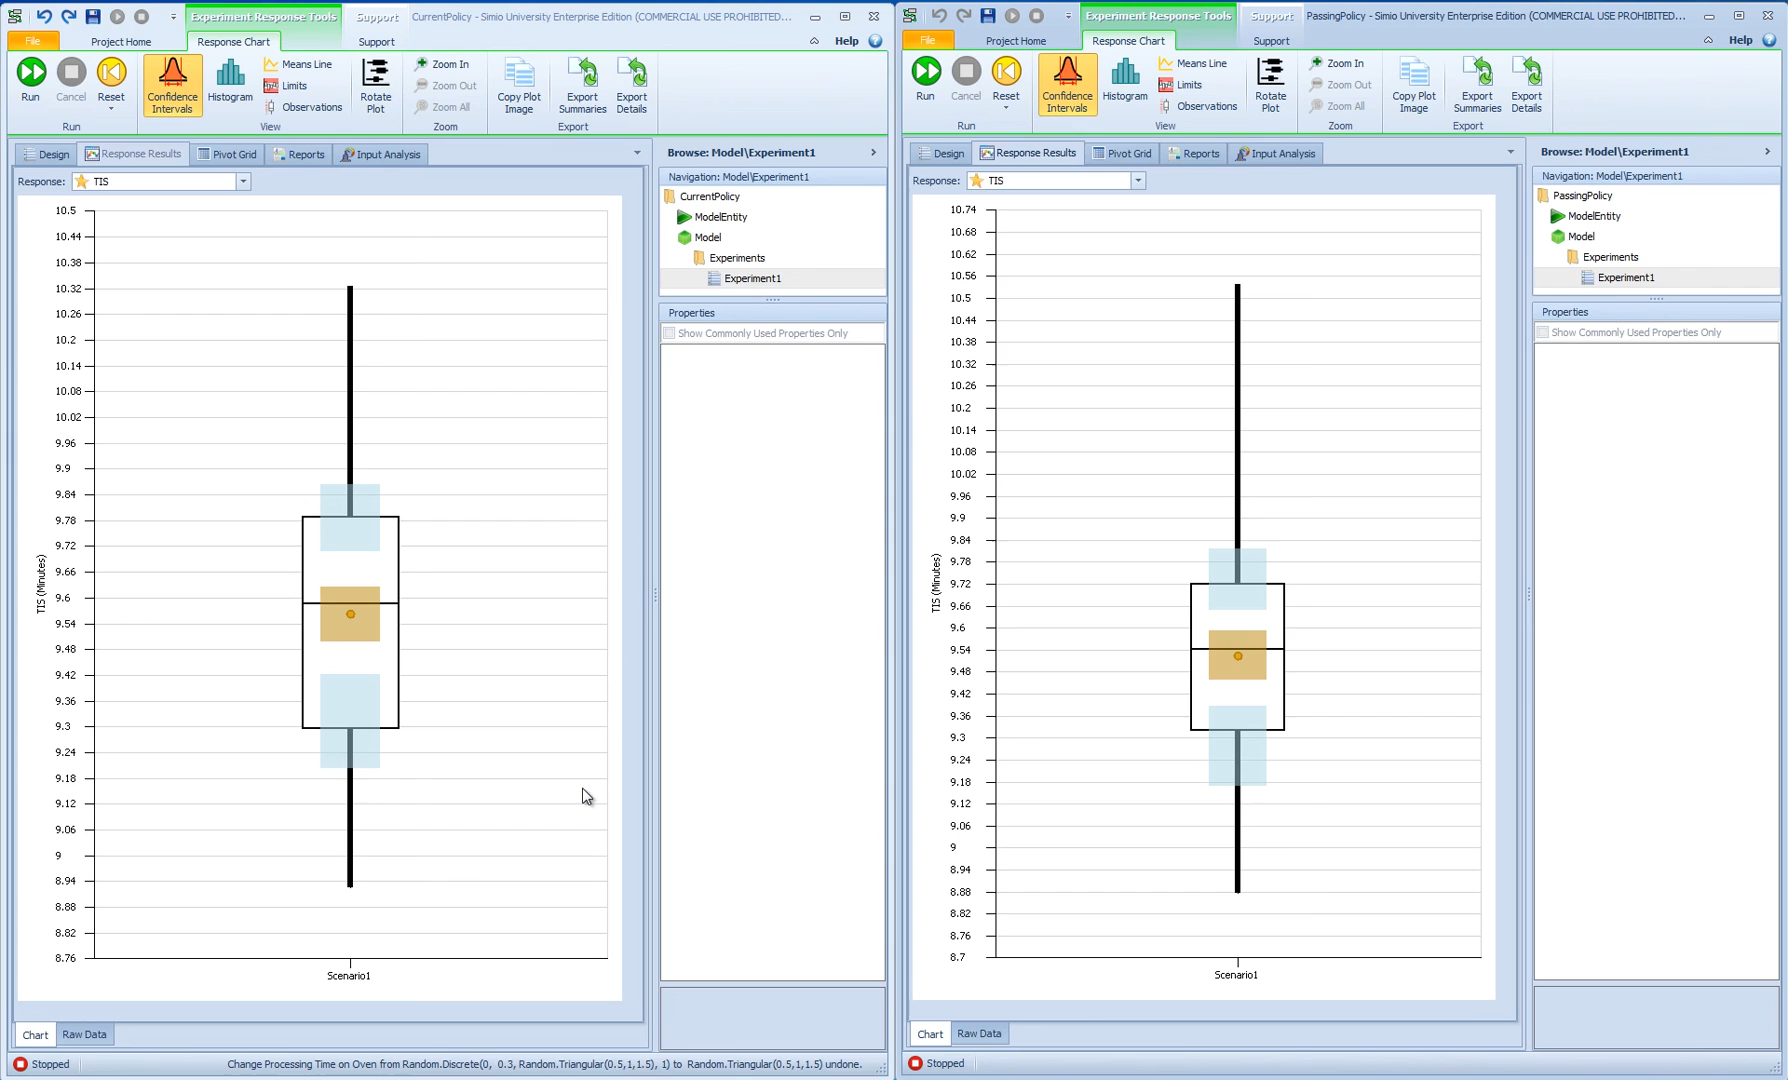 Experiment Response Tools
Support
CurrentPolicy - Simio University Enterprise Edition (COMMERCIAL USE PROHIBITED...
File
Project Home
Response Chart
Support
Help
Run
Cancel
Reset
Confidence Intervals
Histogram
Means Line
Limits
Observations
Rotate Plot
Zoom In
Zoom Out
Zoom All
Copy Plot Image
Export Summaries
Export Details
Run
View
Zoom
Export
Design
Response Results
Pivot Grid
Reports
Input Analysis
Response:
TIS
10.5
10.44
10.38
10.32
10.26
10.2
10.14
10.08
10.02
9.96
9.9
9.84
9.78
9.72
9.66
9.6
9.54
9.48
9.42
9.36
9.3
9.24
9.18
9.12
9.06
9
8.94
8.88
8.82
8.76
TIS (Minutes)
Scenario1
Browse: Model\Experiment1
Navigation: Model\Experiment1
CurrentPolicy
ModelEntity
Model
Experiments
Experiment1
Properties
Show Commonly Used Properties Only
Chart
Raw Data
Stopped
Change Processing Time on Oven from Random.Discrete(0, 0.3, Random.Triangular(0.5,1,1.5), 1) to Random.Triangular(0.5,1,1.5) undone.
Experiment Response Tools
Support
PassingPolicy - Simio University Enterprise Edition (COMMERCIAL USE PROHIBITED...
File
Project Home
Response Chart
Support
Help
Run
Cancel
Reset
Confidence Intervals
Histogram
Means Line
Limits
Observations
Rotate Plot
Zoom In
Zoom Out
Zoom All
Copy Plot Image
Export Summaries
Export Details
Run
View
Zoom
Export
Design
Response Results
Pivot Grid
Reports
Input Analysis
Response:
TIS
10.74
10.68
10.62
10.56
10.5
10.44
10.38
10.32
10.26
10.2
10.14
10.08
10.02
9.96
9.9
9.84
9.78
9.72
9.66
9.6
9.54
9.48
9.42
9.36
9.3
9.24
9.18
9.12
9.06
9
8.94
8.88
8.82
8.76
8.7
TIS (Minutes)
Scenario1
Browse: Model\Experiment1
Navigation: Model\Experiment1
PassingPolicy
ModelEntity
Model
Experiments
Experiment1
Properties
Show Commonly Used Properties Only
Chart
Raw Data
Stopped